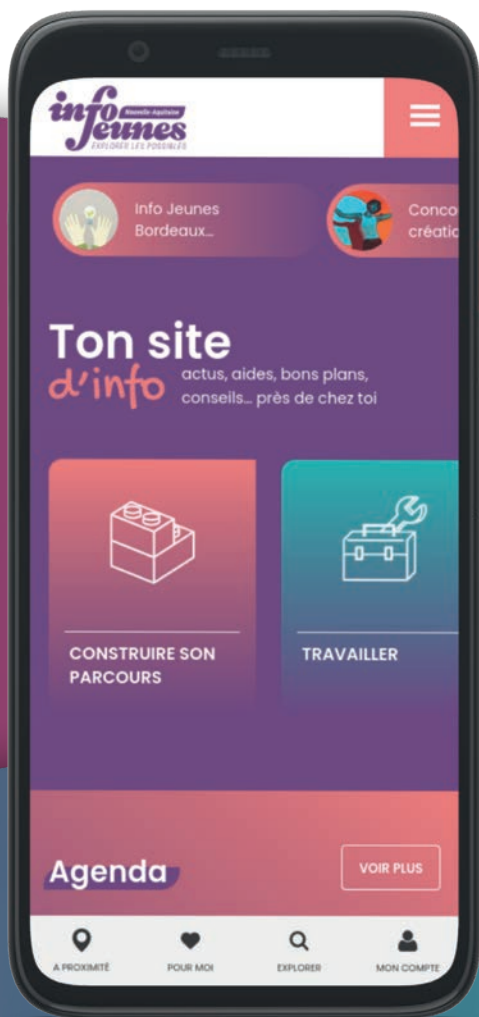 info
Nouvelle-Aquitaine
Jeunes
EXPLORER LES POSSIBLES
Info Jeunes
Bordeaux...
Conco
créatio
Ton site
d'info
actus, aides, bons plans,
conseils... près de chez toi
CONSTRUIRE SON
PARCOURS
TRAVAILLER
Agenda
VOIR PLUS
A PROXIMITÉ
POUR MOI
EXPLORER
MON COMPTE